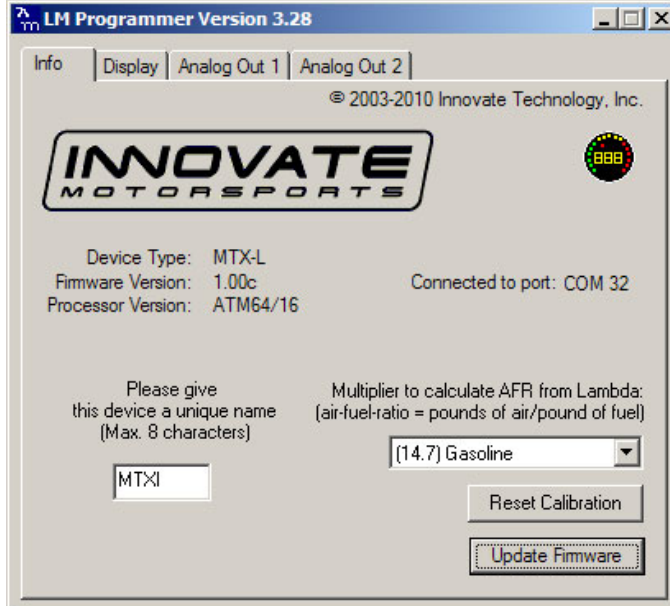 LM Programmer Version 3.28
Info Display Analog Out 1 Analog Out 2
© 2003-2010 Innovate Technology, Inc.
INNOVATE
MOTORSPORTS
888
Device Type: MTX-L
Firmware Version: 1.00c
Connected to port: COM 32
Processor Version: ATM64/16
Please give
this device a unique name
(Max. 8 characters)
MTXl
Multiplier to calculate AFR from Lambda:
(air-fuel-ratio = pounds of air/pound of fuel)
(14.7) Gasoline
Reset Calibration
Update Firmware